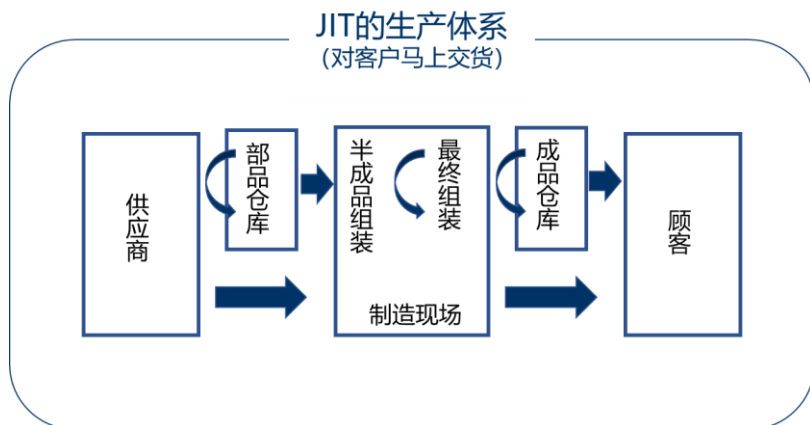 JIT的生产体系
(对客户马上交货)
供应商
部品仓库
半成品组装
最终组装
成品仓库
顾客
制造现场